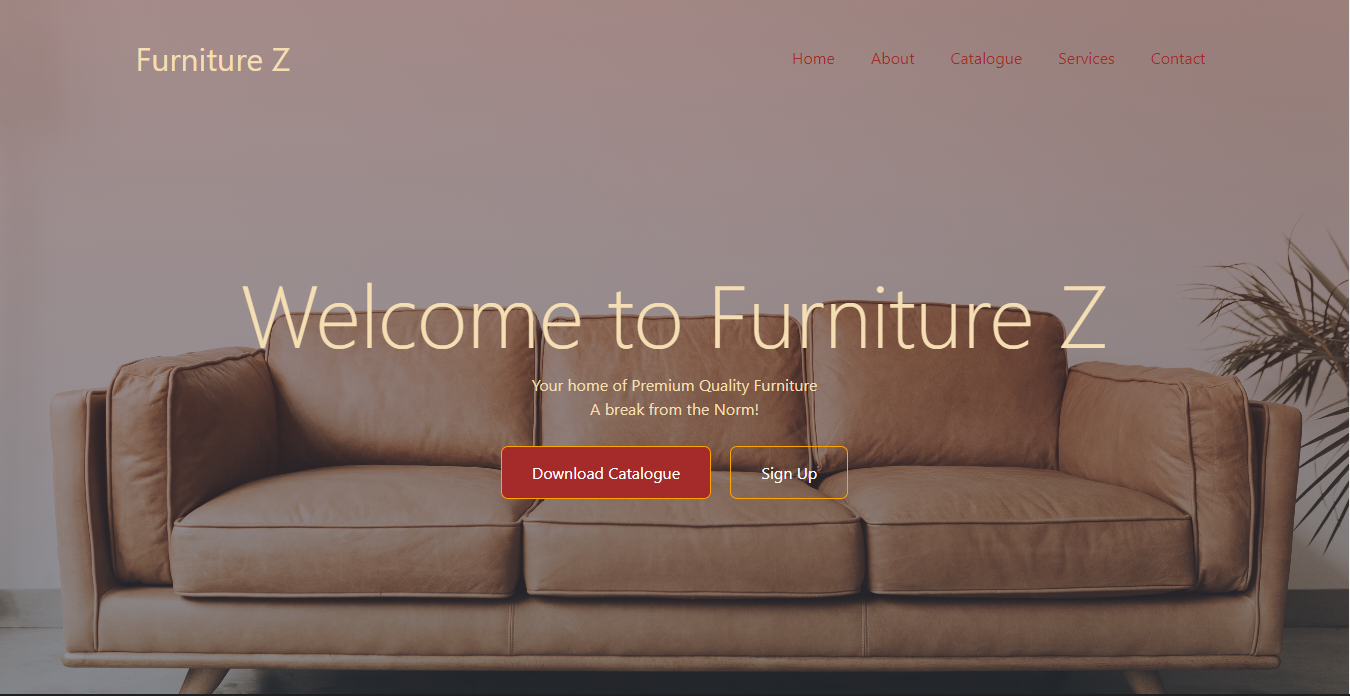 Furniture Z
Home About Catalogue Services Contact
Welcome to Furniture Z
Your home of Premium Quality Furniture
A break from the Norm!
Download Catalogue Sign Up